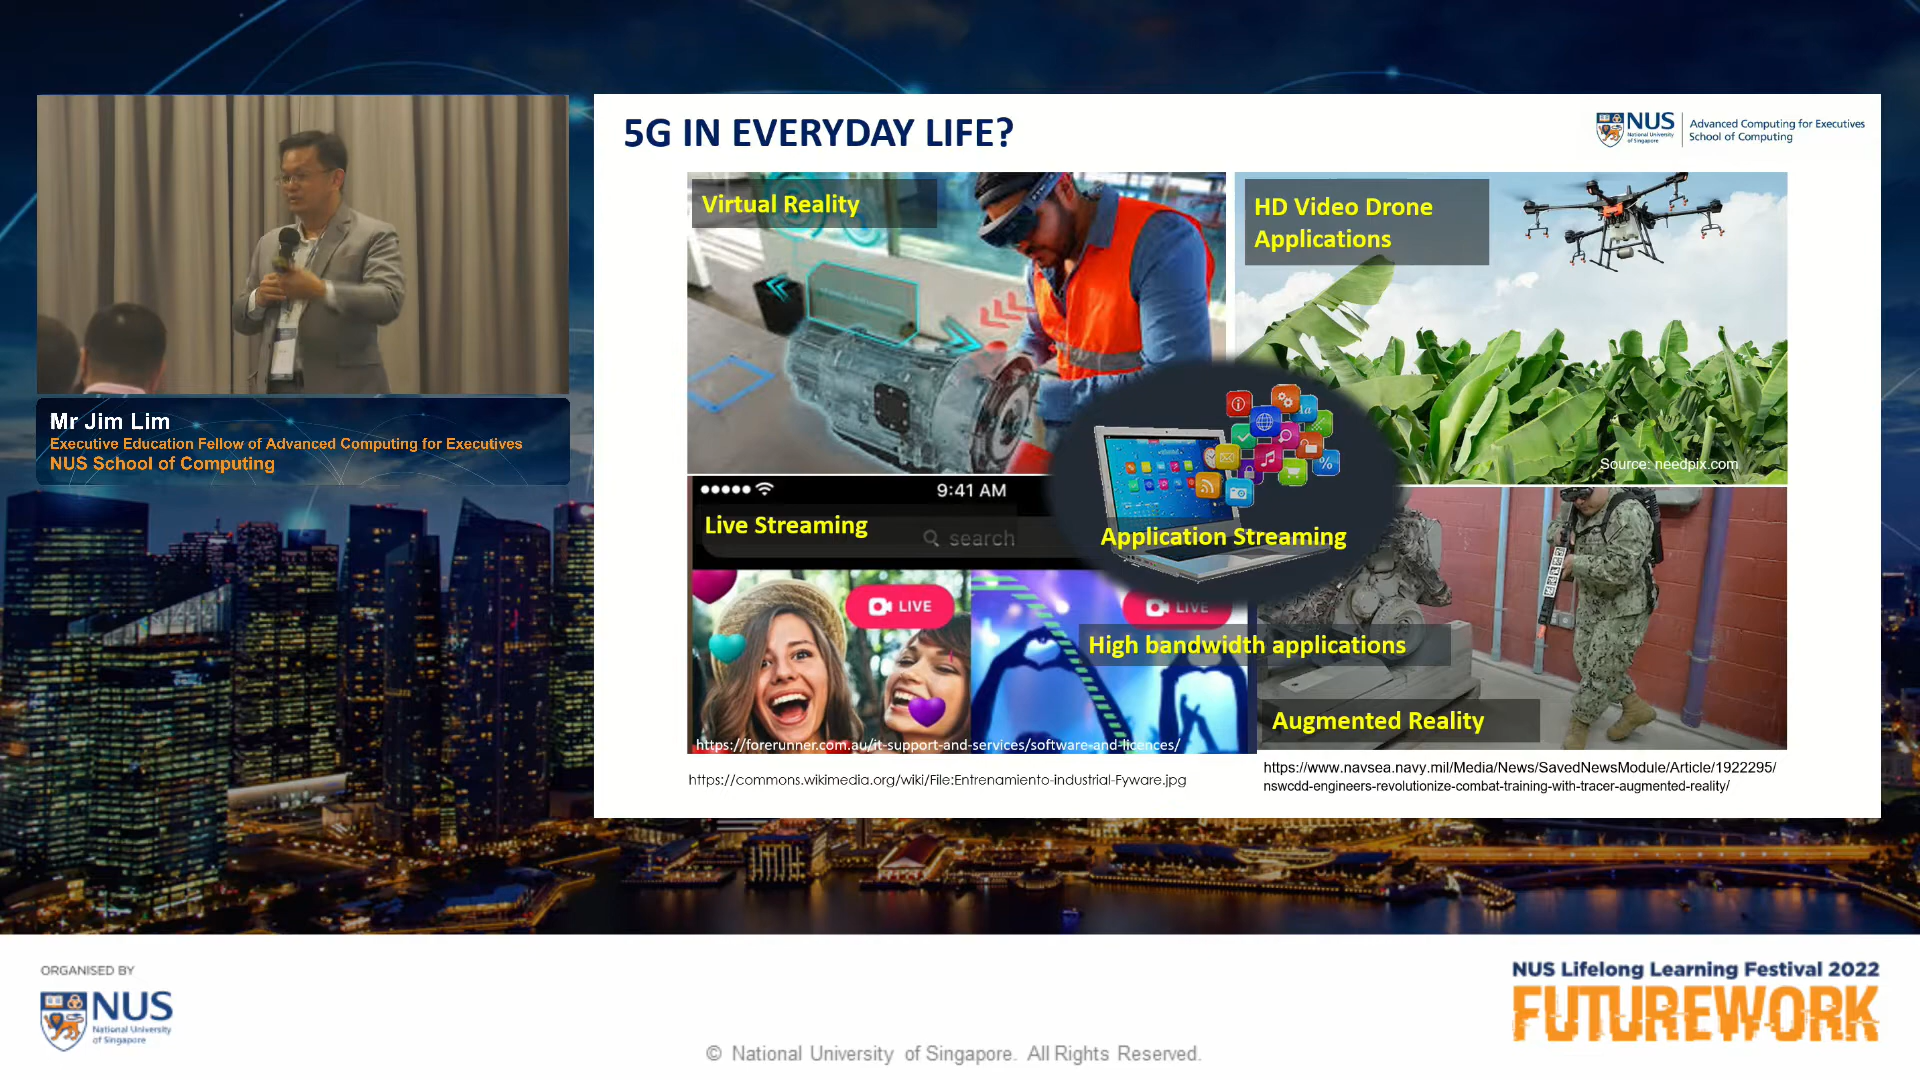 Mr Jim Lim
Executive Education Fellow of Advanced Computing for Executives
NUS School of Computing
5G IN EVERYDAY LIFE?
NUS
National University
of Singapore
Advanced Computing for Executives
School of Computing
Virtual Reality
HD Video Drone
Applications
Source: needpix.com
9:41 AM
Live Streaming
search
Application Streaming
LIVE
LIVE
High bandwidth applications
Augmented Reality
https://forerunner.com.au/it-support-and-services/software-and-licences/
https://commons.wikimedia.org/wiki/File:Entrenamiento-industrial-Fyware.jpg
https://www.navsea.navy.mil/Media/News/SavedNewsModule/Article/1922295/
nswcdd-engineers-revolutionize-combat-training-with-tracer-augmented-reality/
ORGANISED BY
NUS
National University
of Singapore
NUS Lifelong Learning Festival 2022
FUTUREWORK
© National University of Singapore. All Rights Reserved.